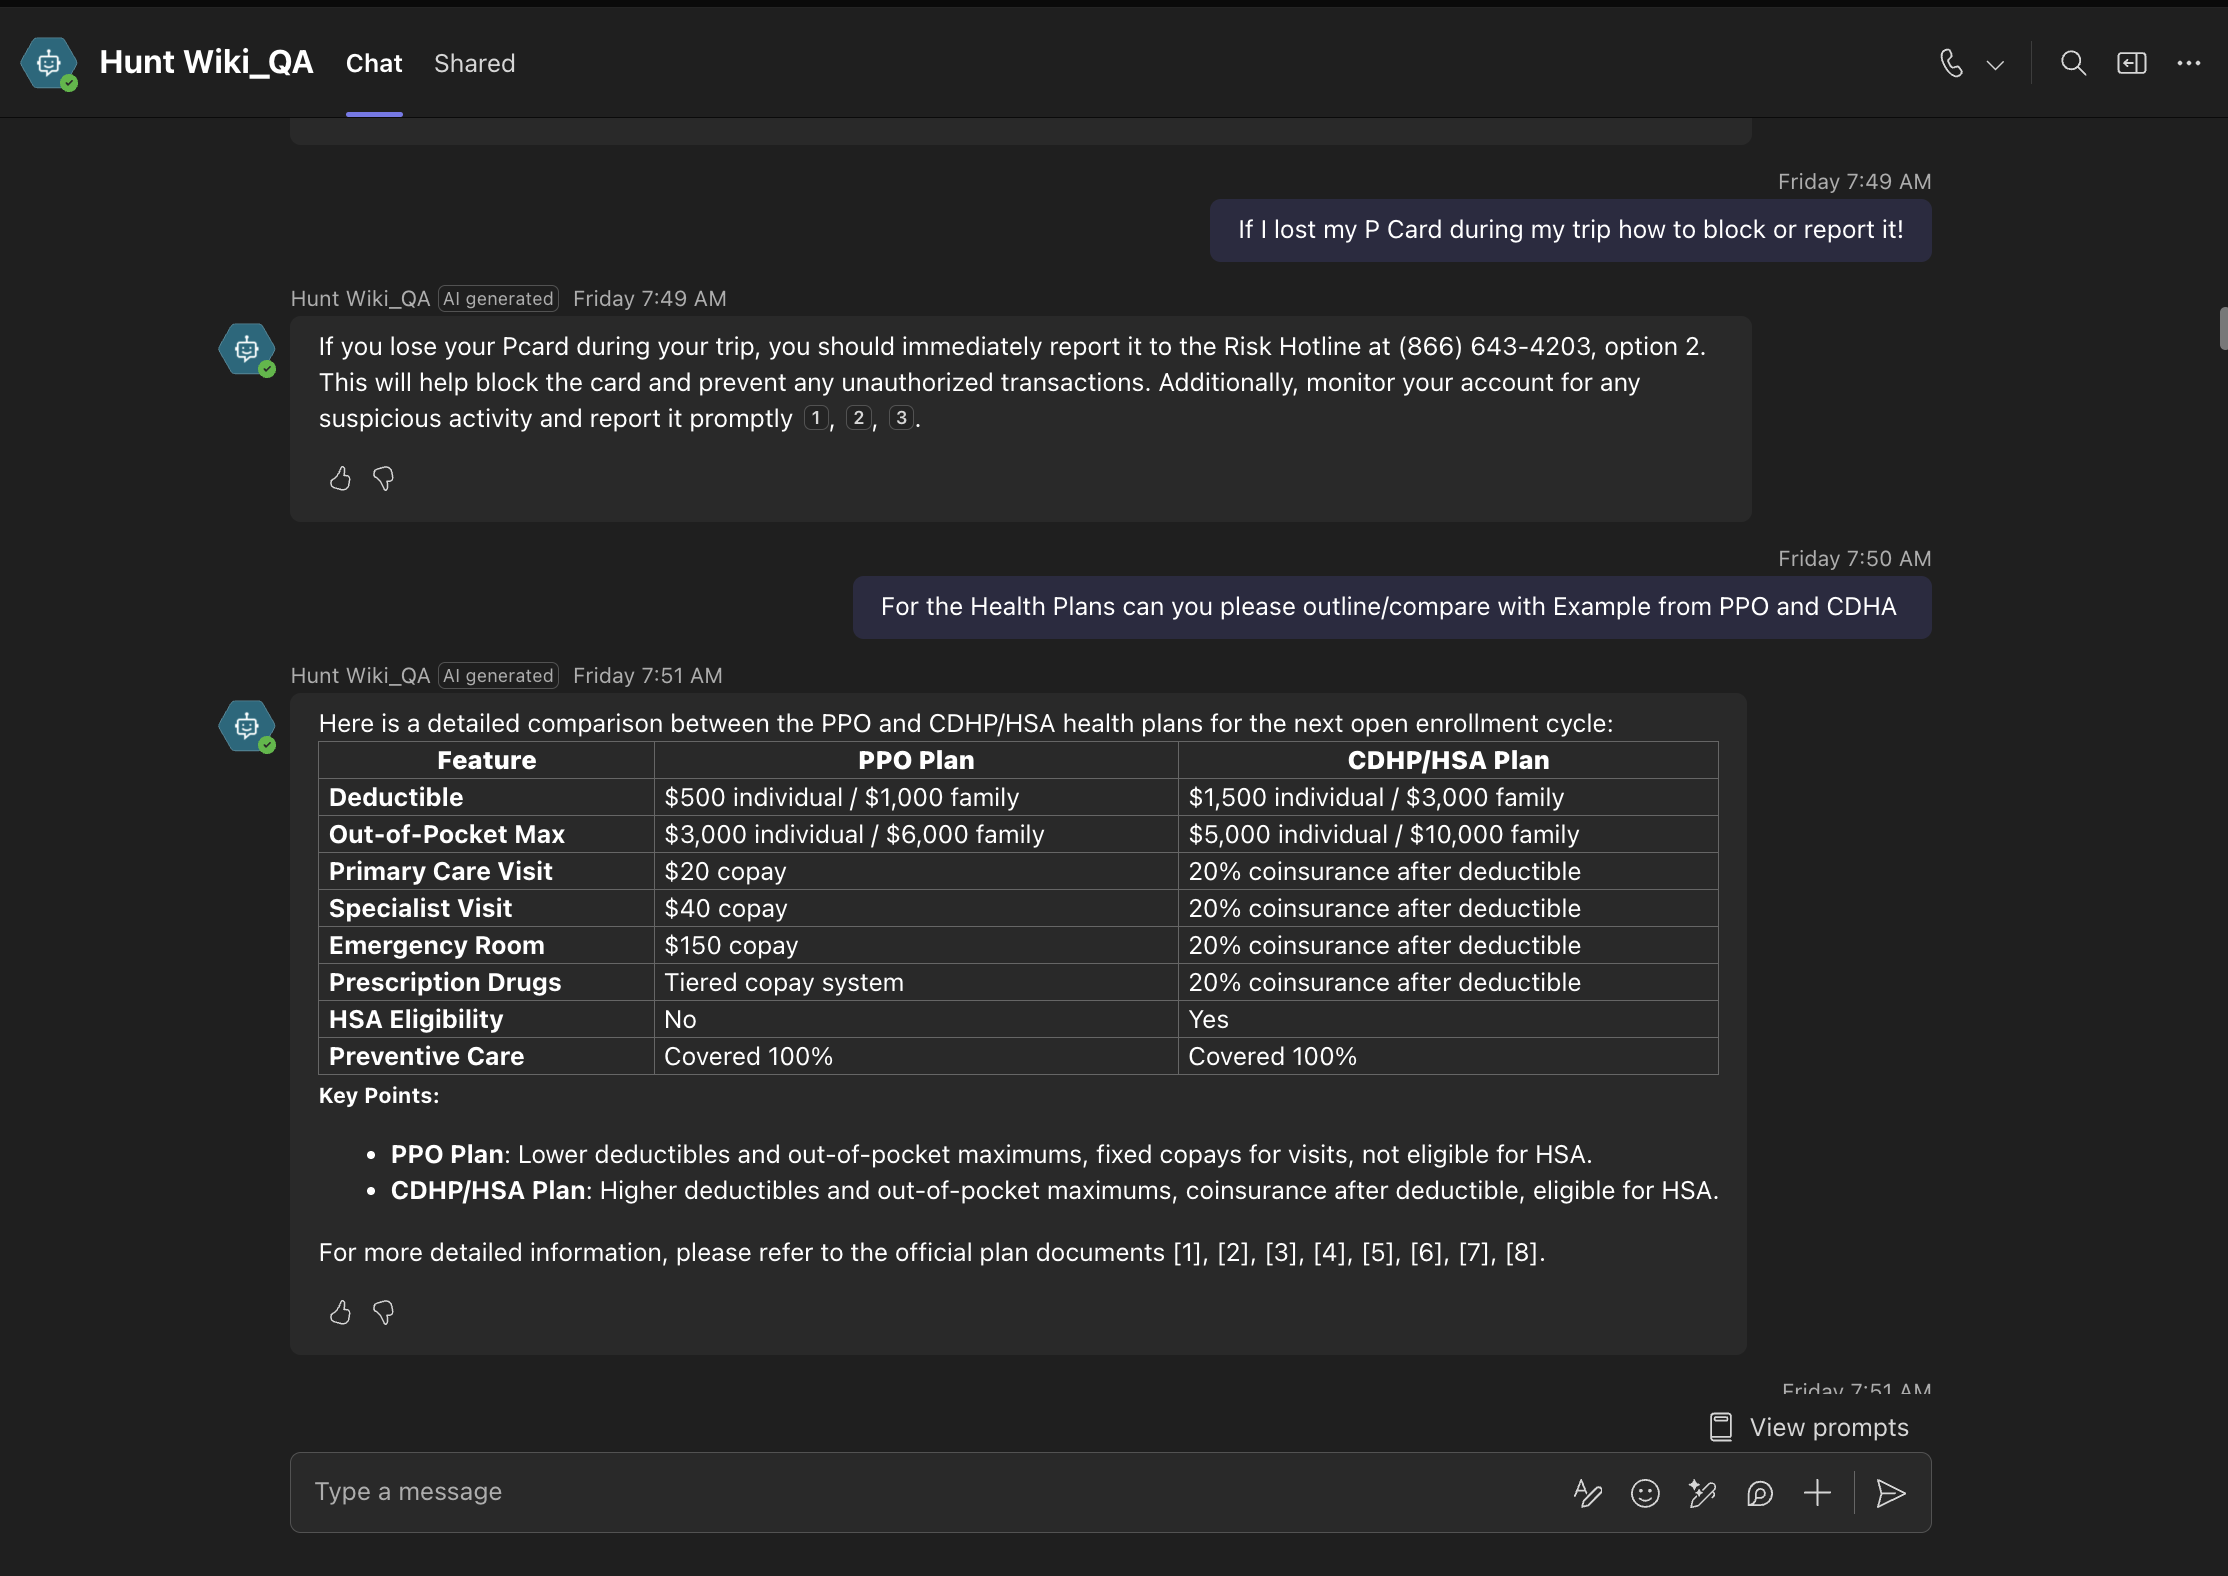 Hunt Wiki_QA Chat Shared
Friday 7:49 AM
If I lost my P Card during my trip how to block or report it!
Hunt Wiki_QA AI generated Friday 7:49 AM
If you lose your Pcard during your trip, you should immediately report it to the Risk Hotline at (866) 643-4203, option 2.
This will help block the card and prevent any unauthorized transactions. Additionally, monitor your account for any
suspicious activity and report it promptly 1, 2, 3.
Friday 7:50 AM
For the Health Plans can you please outline/compare with Example from PPO and CDHA
Hunt Wiki_QA AI generated Friday 7:51 AM
Here is a detailed comparison between the PPO and CDHP/HSA health plans for the next open enrollment cycle:
Feature PPO Plan CDHP/HSA Plan
Deductible $500 individual / $1,000 family $1,500 individual / $3,000 family
Out-of-Pocket Max $3,000 individual / $6,000 family $5,000 individual / $10,000 family
Primary Care Visit $20 copay 20% coinsurance after deductible
Specialist Visit $40 copay 20% coinsurance after deductible
Emergency Room $150 copay 20% coinsurance after deductible
Prescription Drugs Tiered copay system 20% coinsurance after deductible
HSA Eligibility No Yes
Preventive Care Covered 100% Covered 100%
Key Points:
• PPO Plan: Lower deductibles and out-of-pocket maximums, fixed copays for visits, not eligible for HSA.
• CDHP/HSA Plan: Higher deductibles and out-of-pocket maximums, coinsurance after deductible, eligible for HSA.
For more detailed information, please refer to the official plan documents [1], [2], [3], [4], [5], [6], [7], [8].
Friday 7:51 AM
View prompts
Type a message